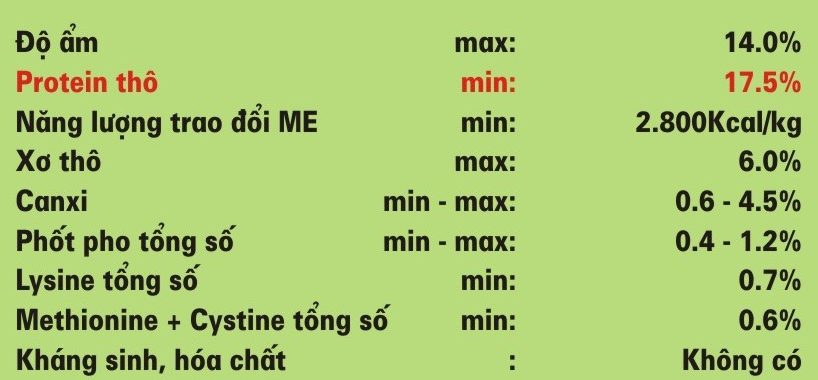 Độ ẩm max: 14.0%
Protein thô min: 17.5%
Năng lượng trao đổi ME min: 2.800Kcal/kg
Xơ thô max: 6.0%
Canxi min - max: 0.6 - 4.5%
Phốt pho tổng số min - max: 0.4 - 1.2%
Lysine tổng số min: 0.7%
Methionine + Cystine tổng số min: 0.6%
Kháng sinh, hóa chất : Không có